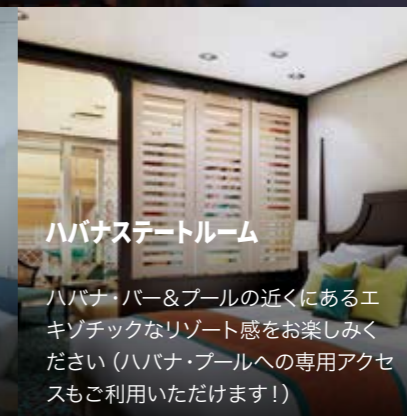 ハバナステートルーム
ハバナ・バー＆プールの近くにあるエ
キゾチックなリゾート感をお楽しみく
ださい（ハバナ・プールへの専用アクセ
スもご利用いただけます！）